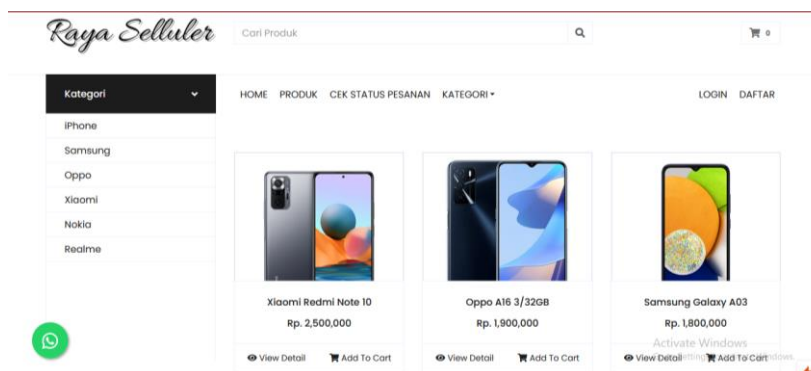 Raya Selluler
Cari Produk
0
Kategori
HOME PRODUK CEK STATUS PESANAN KATEGORI
LOGIN DAFTAR
iPhone
Samsung
Oppo
Xiaomi
Nokia
Realme
Xiaomi Redmi Note 10
Rp. 2,500,000
View Detail Add To Cart
Oppo A16 3/32GB
Rp. 1,900,000
View Detail Add To Cart
Samsung Galaxy A03
Rp. 1,800,000
View Detail Add To Cart
Activate Windows